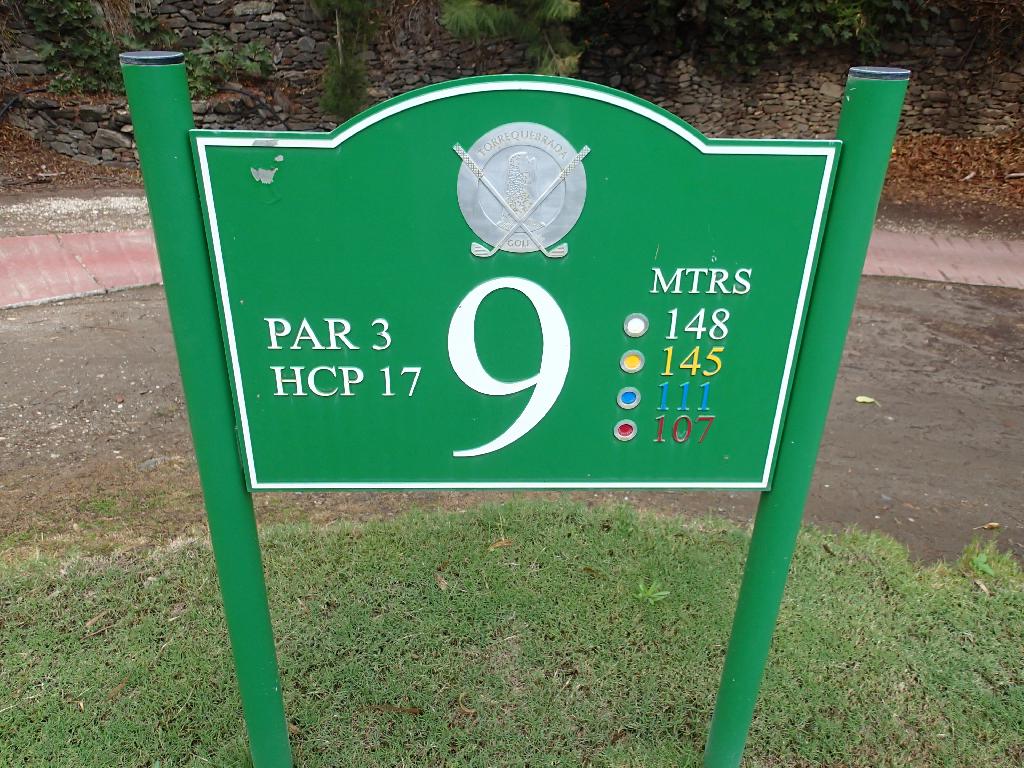 TORREQUEBRADA
GOLF
9
PAR 3
HCP 17
MTRS
148
145
111
107